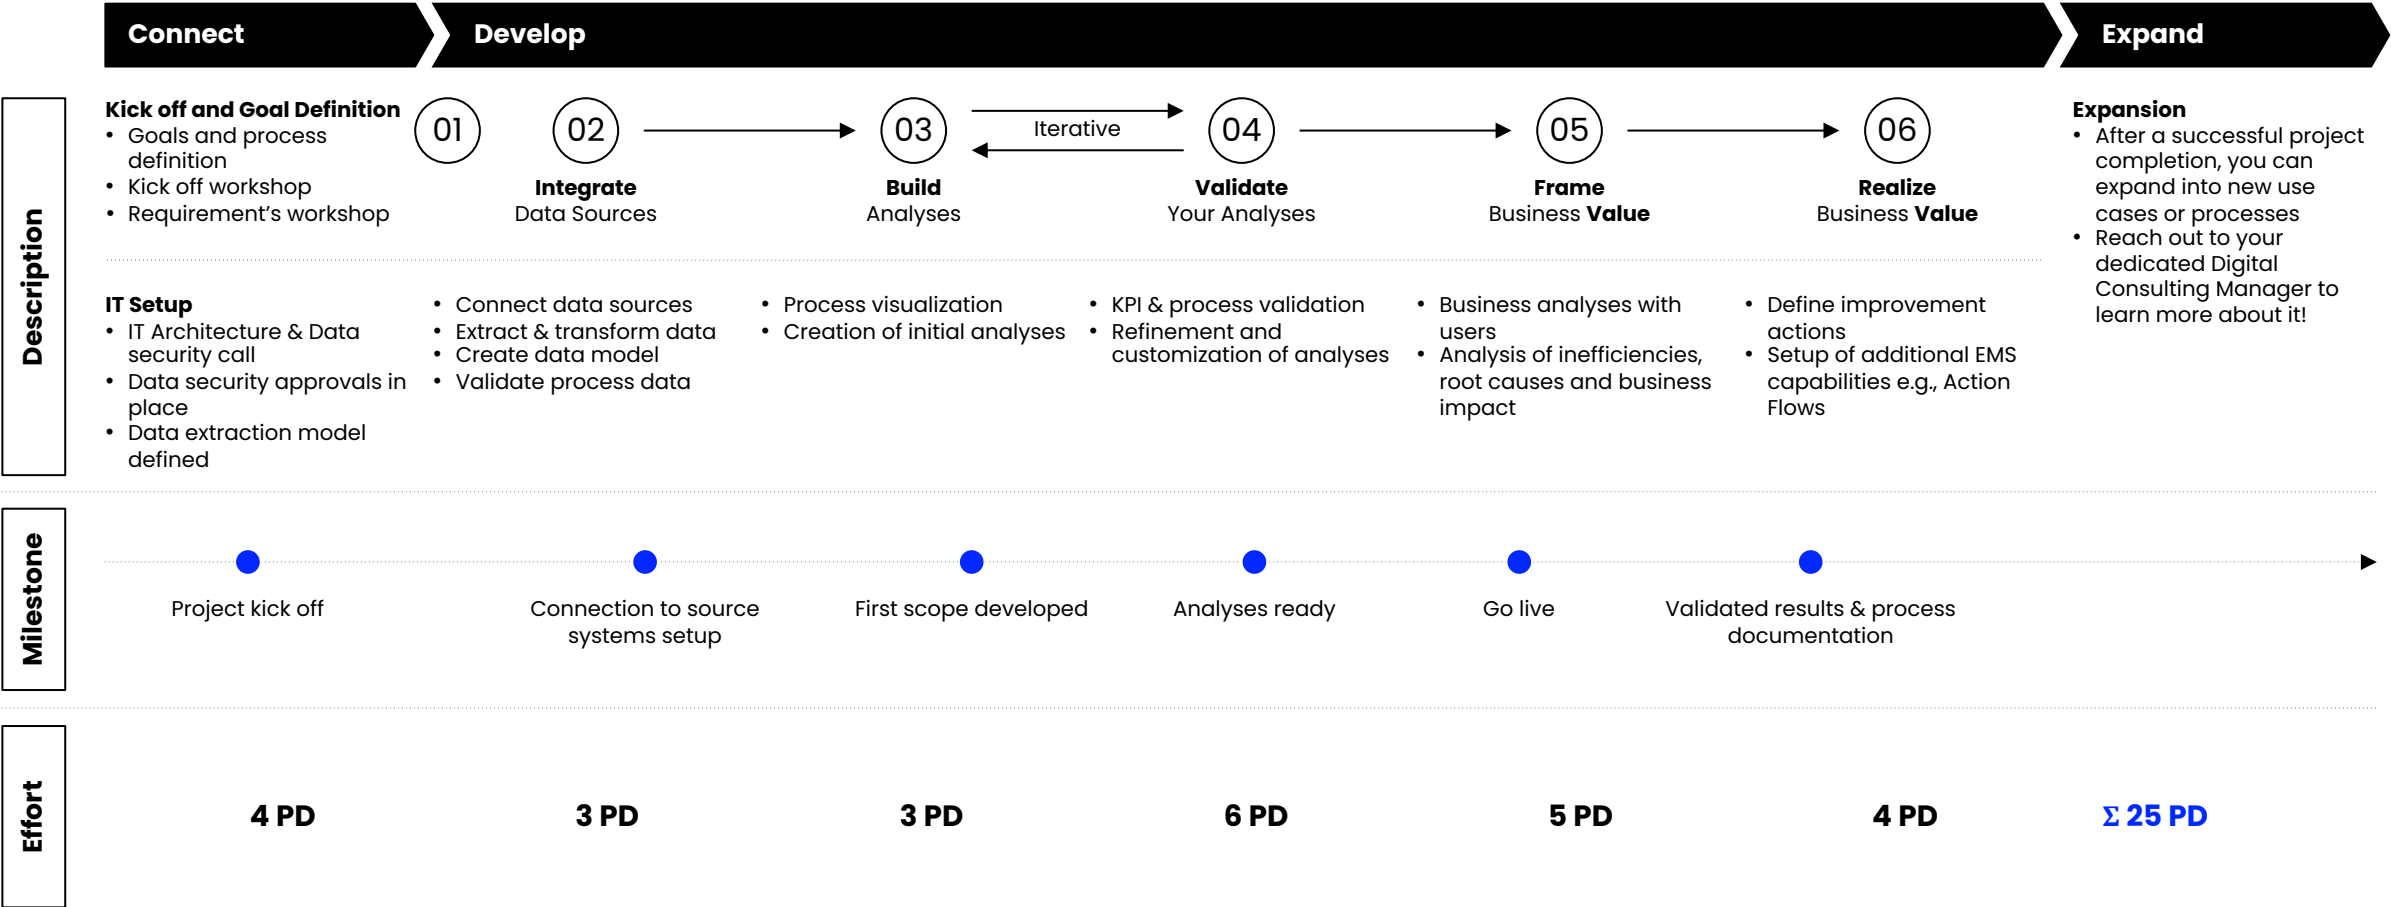 Connect
Develop
Expand
Description
Kick off and Goal Definition
• Goals and process
definition
• Kick off workshop
• Requirement’s workshop
01
02
Integrate
Data Sources
03
Build
Analyses
Iterative
04
Validate
Your Analyses
05
Frame
Business Value
06
Realize
Business Value
Expansion
• After a successful project
completion, you can
expand into new use
cases or processes
• Reach out to your
dedicated Digital
Consulting Manager to
learn more about it!
IT Setup
• IT Architecture & Data
security call
• Data security approvals in
place
• Data extraction model
defined
• Connect data sources
• Extract & transform data
• Create data model
• Validate process data
• Process visualization
• Creation of initial analyses
• KPI & process validation
• Refinement and
customization of analyses
• Business analyses with
users
• Analysis of inefficiencies,
root causes and business
impact
• Define improvement
actions
• Setup of additional EMS
capabilities e.g., Action
Flows
Milestone
Project kick off
Connection to source
systems setup
First scope developed
Analyses ready
Go live
Validated results & process
documentation
Effort
4 PD
3 PD
3 PD
6 PD
5 PD
4 PD
Σ 25 PD